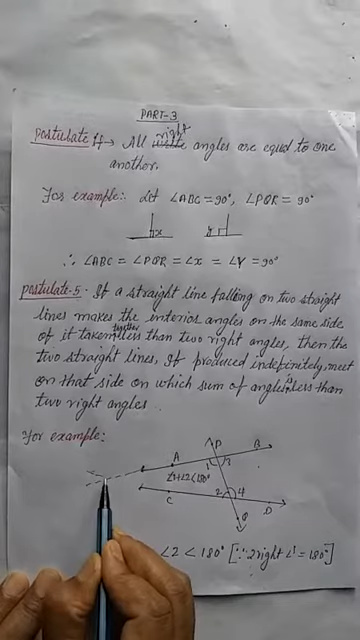 PART-3
right
Postulate 4 → All angles are equal to one
another.
For example:. Let ∠ABC = 90°, ∠PQR = 90°
x y
∴ ∠ABC = ∠PQR = ∠x = ∠Y = 90°
Postulate-5. If a straight line falling on two straight
lines makes the interior angles on the same side
together
of it taken less than two right angles, then the
two straight lines, If produced indefinitely, meet
is
on that side on which sum of angles less than
two right angles.
For example:
P B
A 1 3
∠1+∠2<180°
2 4
C Q D
∠2 < 180° [∵ 2 right ∠s = 180°]